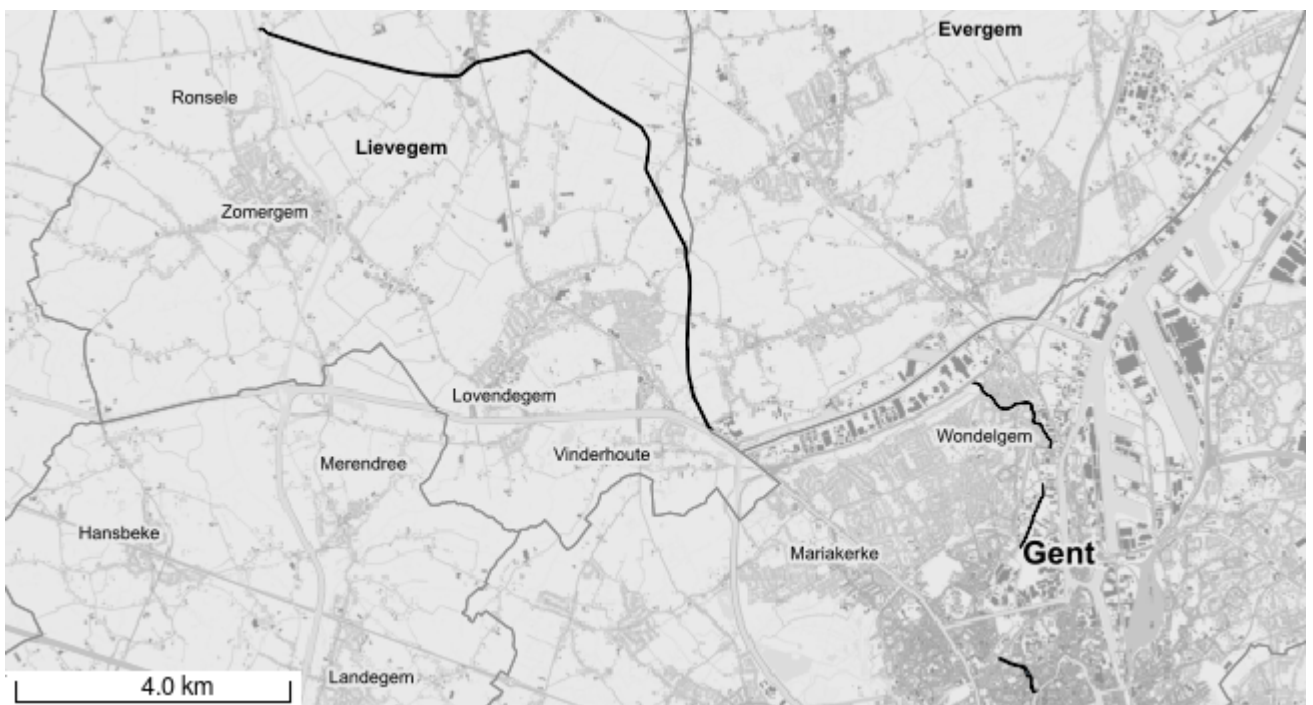 Evergem
Ronsele
Lievegem
Zomergem
Lovendegem
Wondelgem
Vinderhoute
Merendree
Hansbeke
Mariakerke
Gent
Landegem
4.0 km